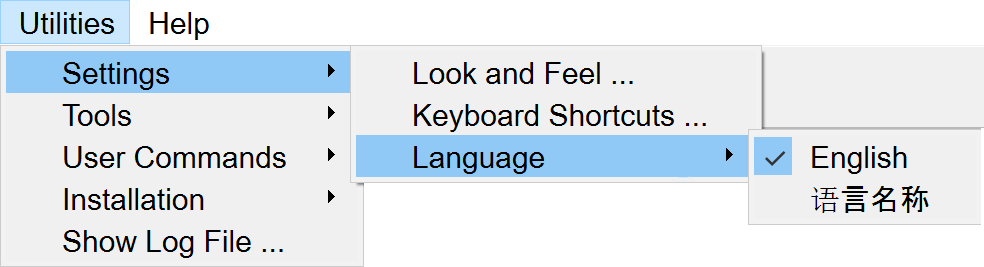 Utilities Help
Settings
Tools
User Commands
Installation
Show Log File ...
Look and Feel ...
Keyboard Shortcuts ...
Language
English
语言名称